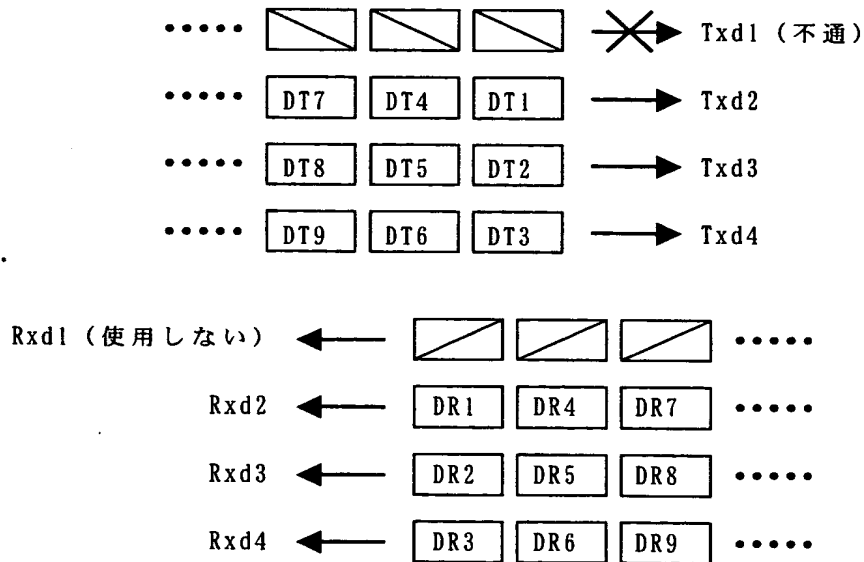 Txd1 (不通)
DT7 DT4 DT1 Txd2
DT8 DT5 DT2 Txd3
DT9 DT6 DT3 Txd4
Rxd1 (使用しない)
Rxd2 DR1 DR4 DR7
Rxd3 DR2 DR5 DR8
Rxd4 DR3 DR6 DR9